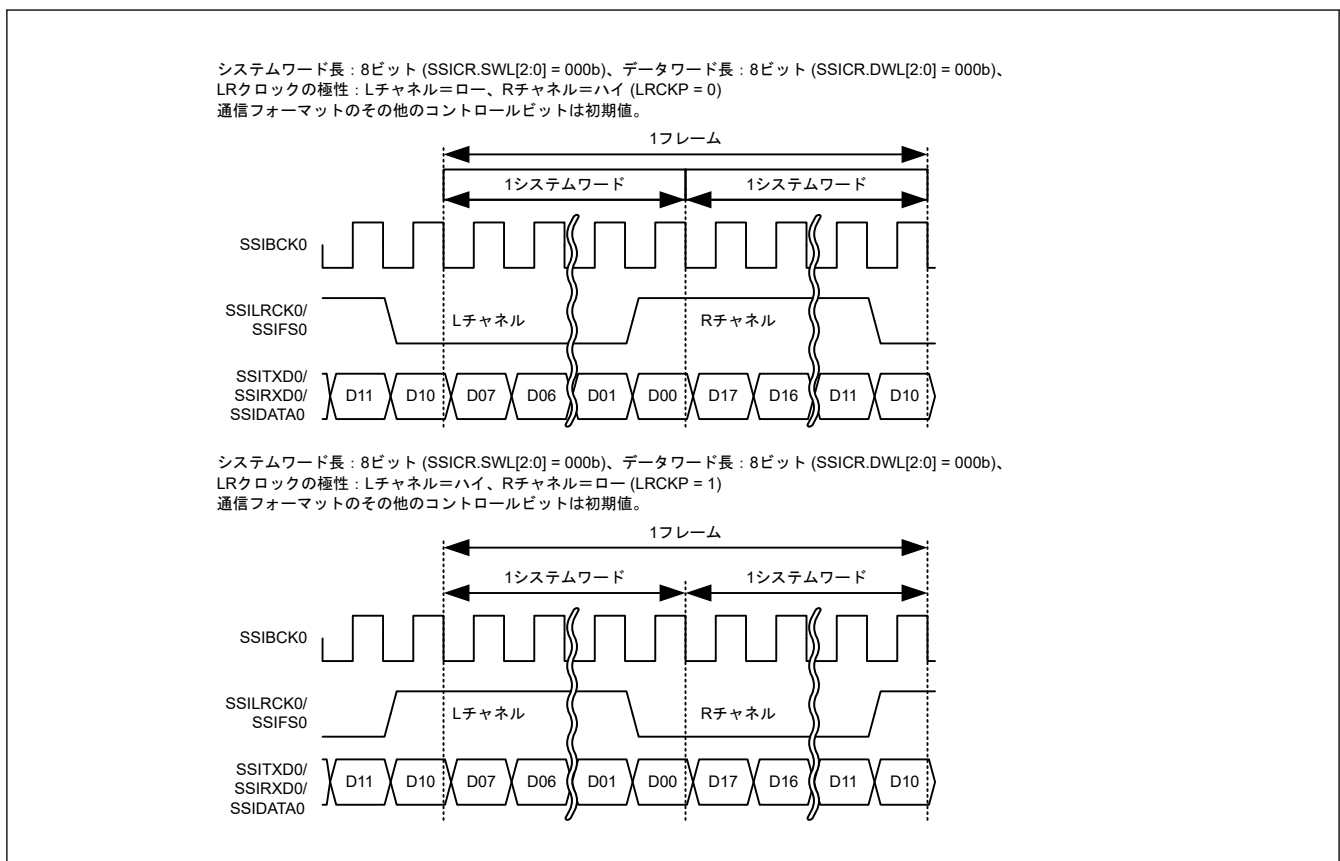 システムワード長：8ビット (SSICR.SWL[2:0] = 000b)、データワード長：8ビット (SSICR.DWL[2:0] = 000b)、
LRクロックの極性：Lチャネル＝ロー、Rチャネル＝ハイ (LRCKP = 0)
通信フォーマットのその他のコントロールビットは初期値。
1フレーム
1システムワード 1システムワード
SSIBCK0
SSILRCK0/
SSIFS0
Lチャネル Rチャネル
SSITXD0/
SSIRXD0/
SSIDATA0
D11 D10 D07 D06 D01 D00 D17 D16 D11 D10
システムワード長：8ビット (SSICR.SWL[2:0] = 000b)、データワード長：8ビット (SSICR.DWL[2:0] = 000b)、
LRクロックの極性：Lチャネル＝ハイ、Rチャネル＝ロー (LRCKP = 1)
通信フォーマットのその他のコントロールビットは初期値。
1フレーム
1システムワード 1システムワード
SSIBCK0
SSILRCK0/
SSIFS0
Lチャネル Rチャネル
SSITXD0/
SSIRXD0/
SSIDATA0
D11 D10 D07 D06 D01 D00 D17 D16 D11 D10